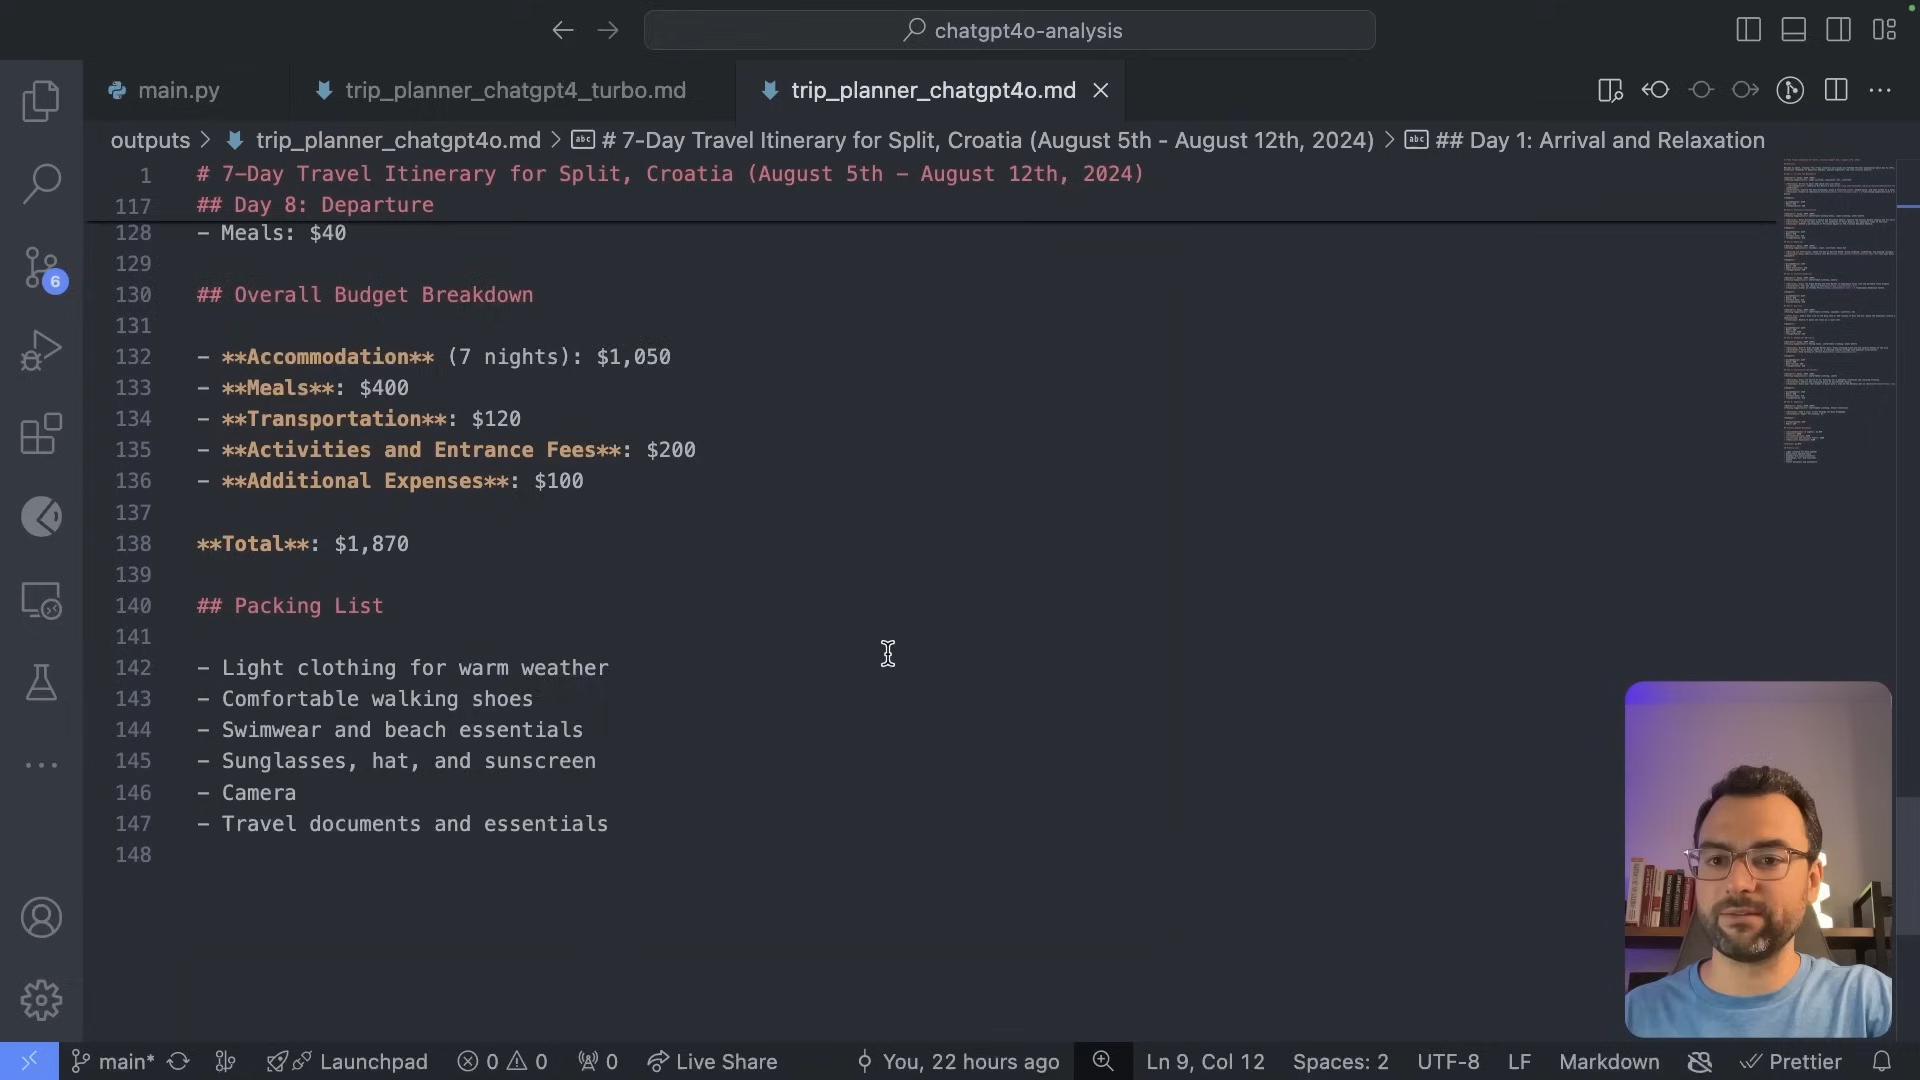 chatgpt4o-analysis
main.py
trip_planner_chatgpt4_turbo.md
trip_planner_chatgpt4o.md
outputs > trip_planner_chatgpt4o.md > # 7-Day Travel Itinerary for Split, Croatia (August 5th - August 12th, 2024) > ## Day 1: Arrival and Relaxation
1 # 7-Day Travel Itinerary for Split, Croatia (August 5th - August 12th, 2024)
117 ## Day 8: Departure
128 - Meals: $40
129
130 ## Overall Budget Breakdown
131
132 - **Accommodation** (7 nights): $1,050
133 - **Meals**: $400
134 - **Transportation**: $120
135 - **Activities and Entrance Fees**: $200
136 - **Additional Expenses**: $100
137
138 **Total**: $1,870
139
140 ## Packing List
141
142 - Light clothing for warm weather
143 - Comfortable walking shoes
144 - Swimwear and beach essentials
145 - Sunglasses, hat, and sunscreen
146 - Camera
147 - Travel documents and essentials
148
6
main* Launchpad 0 0 0 Live Share You, 22 hours ago Ln 9, Col 12 Spaces: 2 UTF-8 LF Markdown Prettier